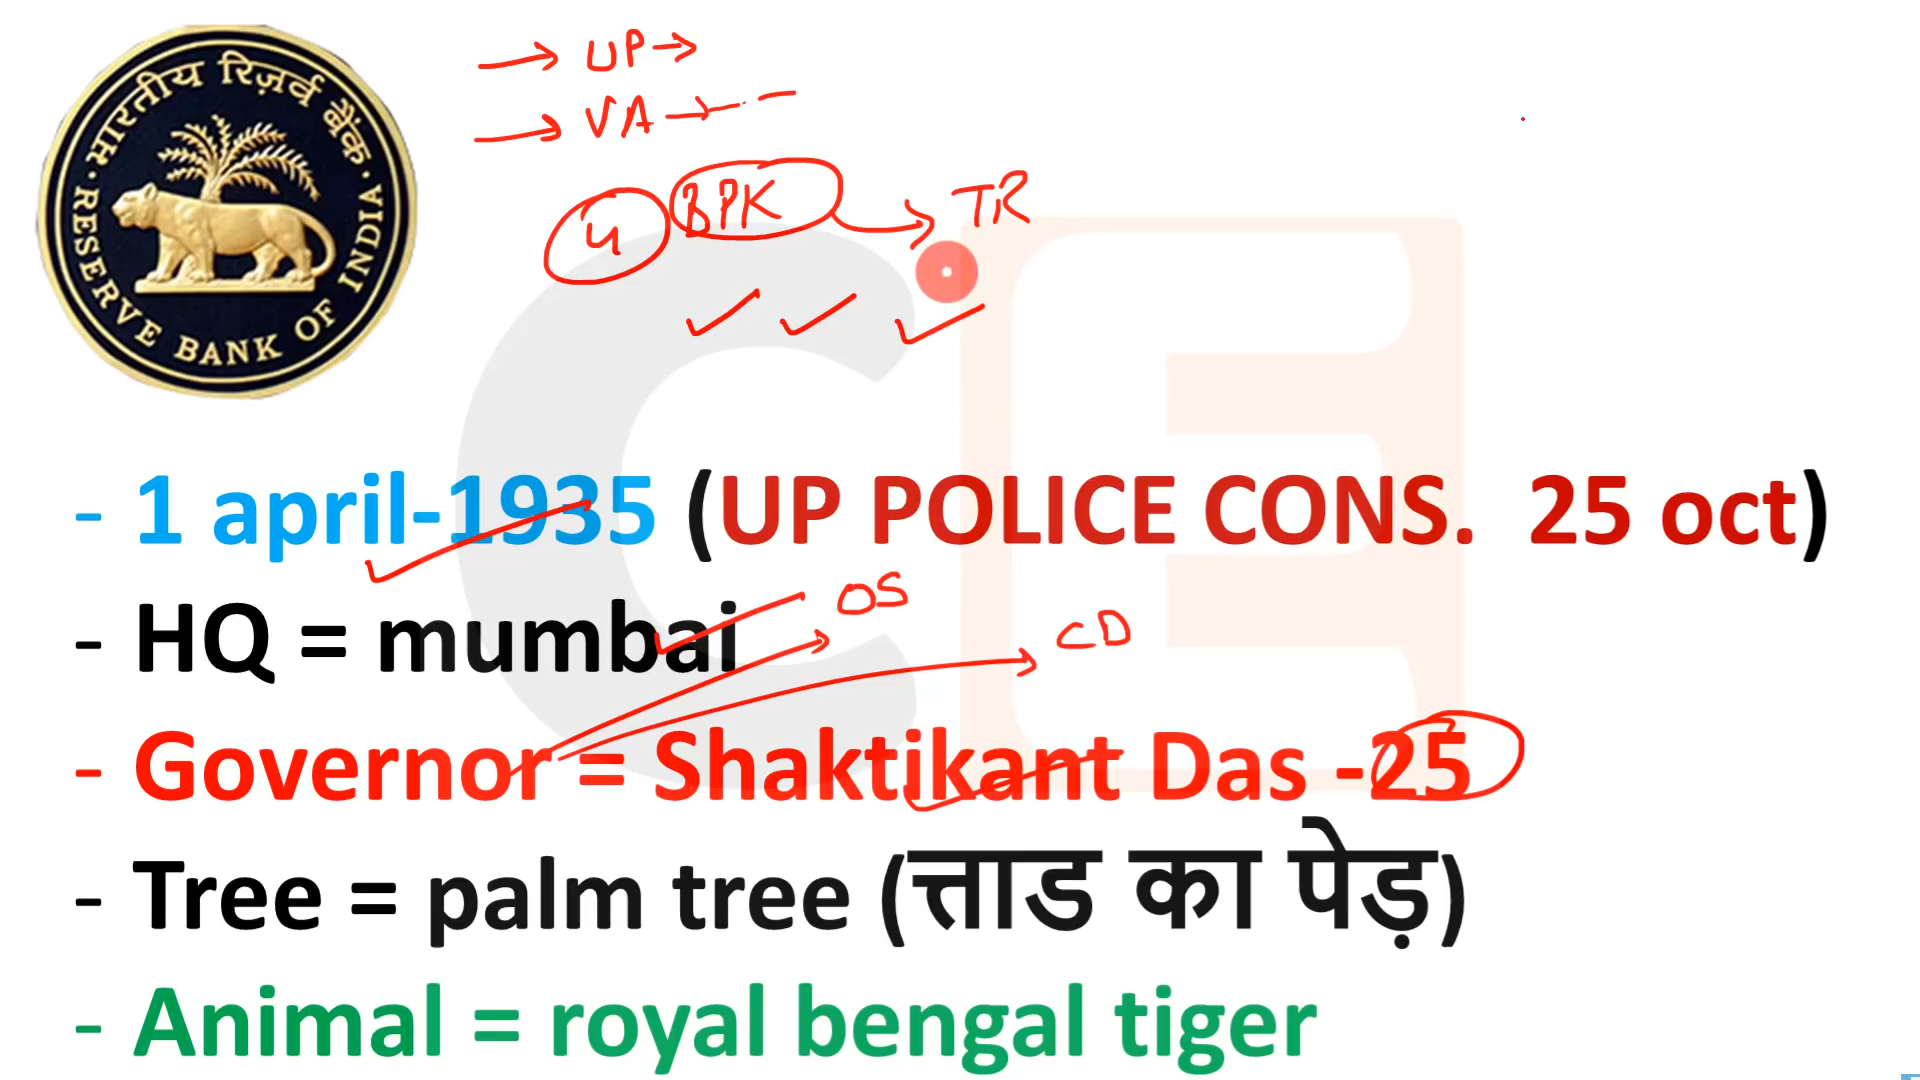 भारतीय रिज़र्व बैंक
RESERVE BANK OF INDIA
UP
VA
4 BPK TR
- 1 april-1935 (UP POLICE CONS. 25 oct)
OS
- HQ = mumbai
CD
- Governor = Shaktikant Das -25
- Tree = palm tree (त्ताड का पेड़)
- Animal = royal bengal tiger
CE